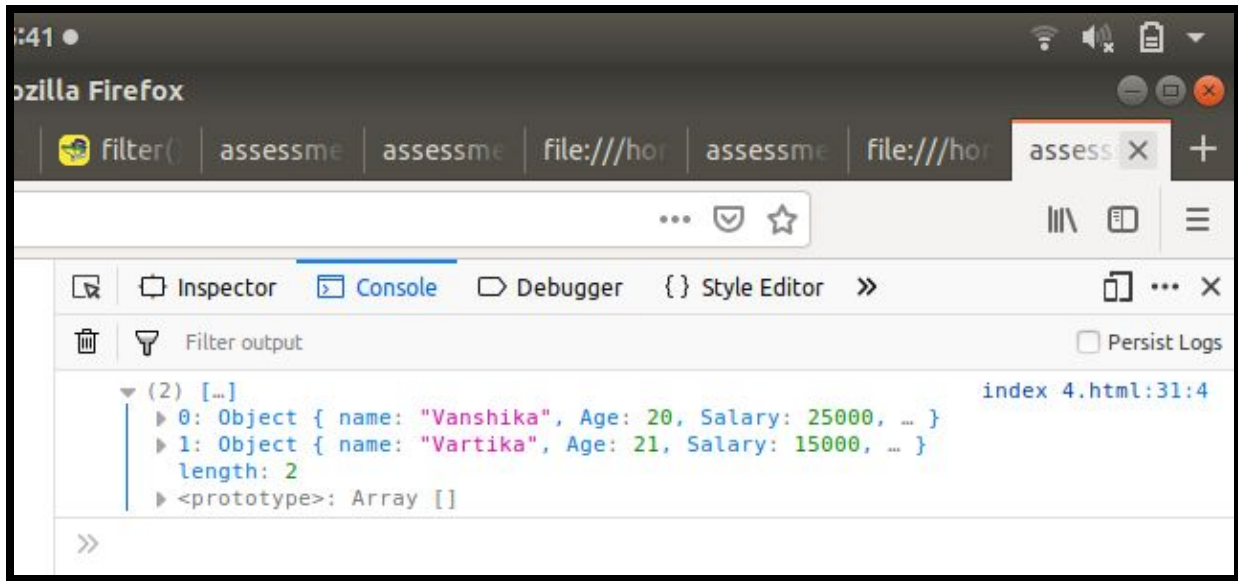 :41
ozilla Firefox
filter() assessme assessme file:///hor assessme file:///hor assess
Inspector Console Debugger {} Style Editor »
Filter output Persist Logs
(2) […] index 4.html:31:4
0: Object { name: "Vanshika", Age: 20, Salary: 25000, … }
1: Object { name: "Vartika", Age: 21, Salary: 15000, … }
length: 2
<prototype>: Array []
»